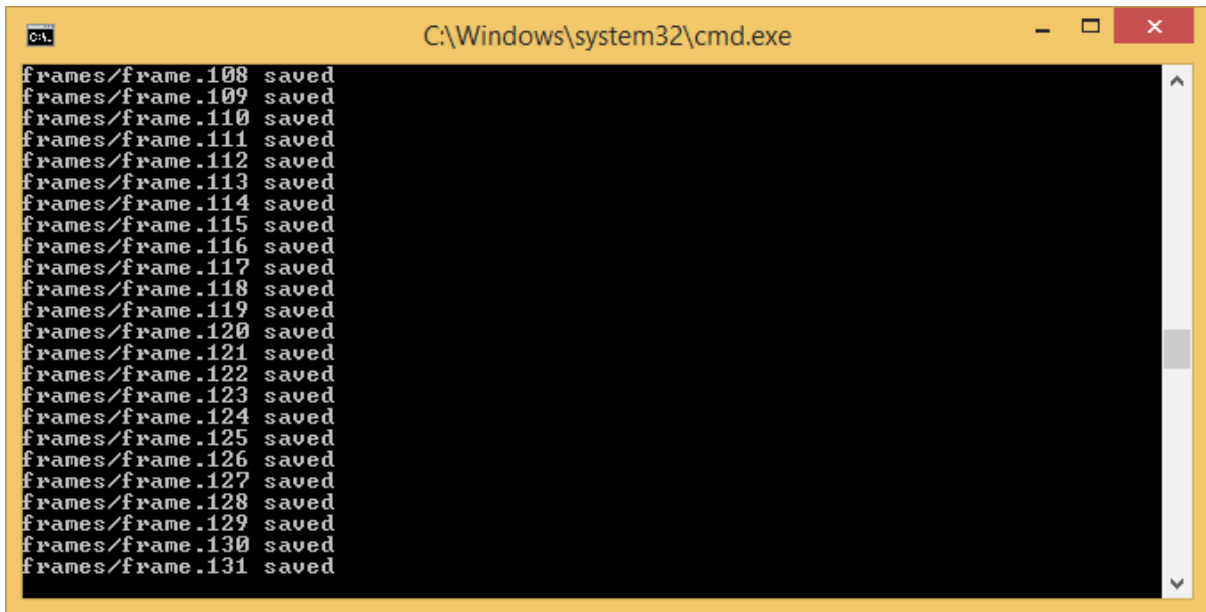 C:\Windows\system32\cmd.exe
frames/frame.108 saved
frames/frame.109 saved
frames/frame.110 saved
frames/frame.111 saved
frames/frame.112 saved
frames/frame.113 saved
frames/frame.114 saved
frames/frame.115 saved
frames/frame.116 saved
frames/frame.117 saved
frames/frame.118 saved
frames/frame.119 saved
frames/frame.120 saved
frames/frame.121 saved
frames/frame.122 saved
frames/frame.123 saved
frames/frame.124 saved
frames/frame.125 saved
frames/frame.126 saved
frames/frame.127 saved
frames/frame.128 saved
frames/frame.129 saved
frames/frame.130 saved
frames/frame.131 saved